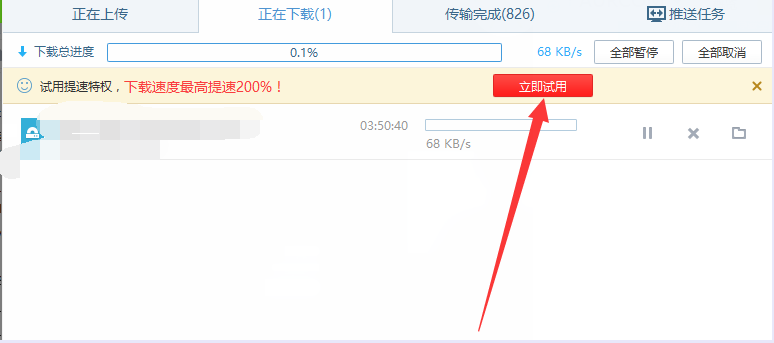 正在上传 正在下载(1) 传输完成(826) 推送任务
下载总进度 0.1% 68 KB/s 全部暂停 全部取消
试用提速特权，下载速度最高提速200%！ 立即试用
03:50:40
68 KB/s